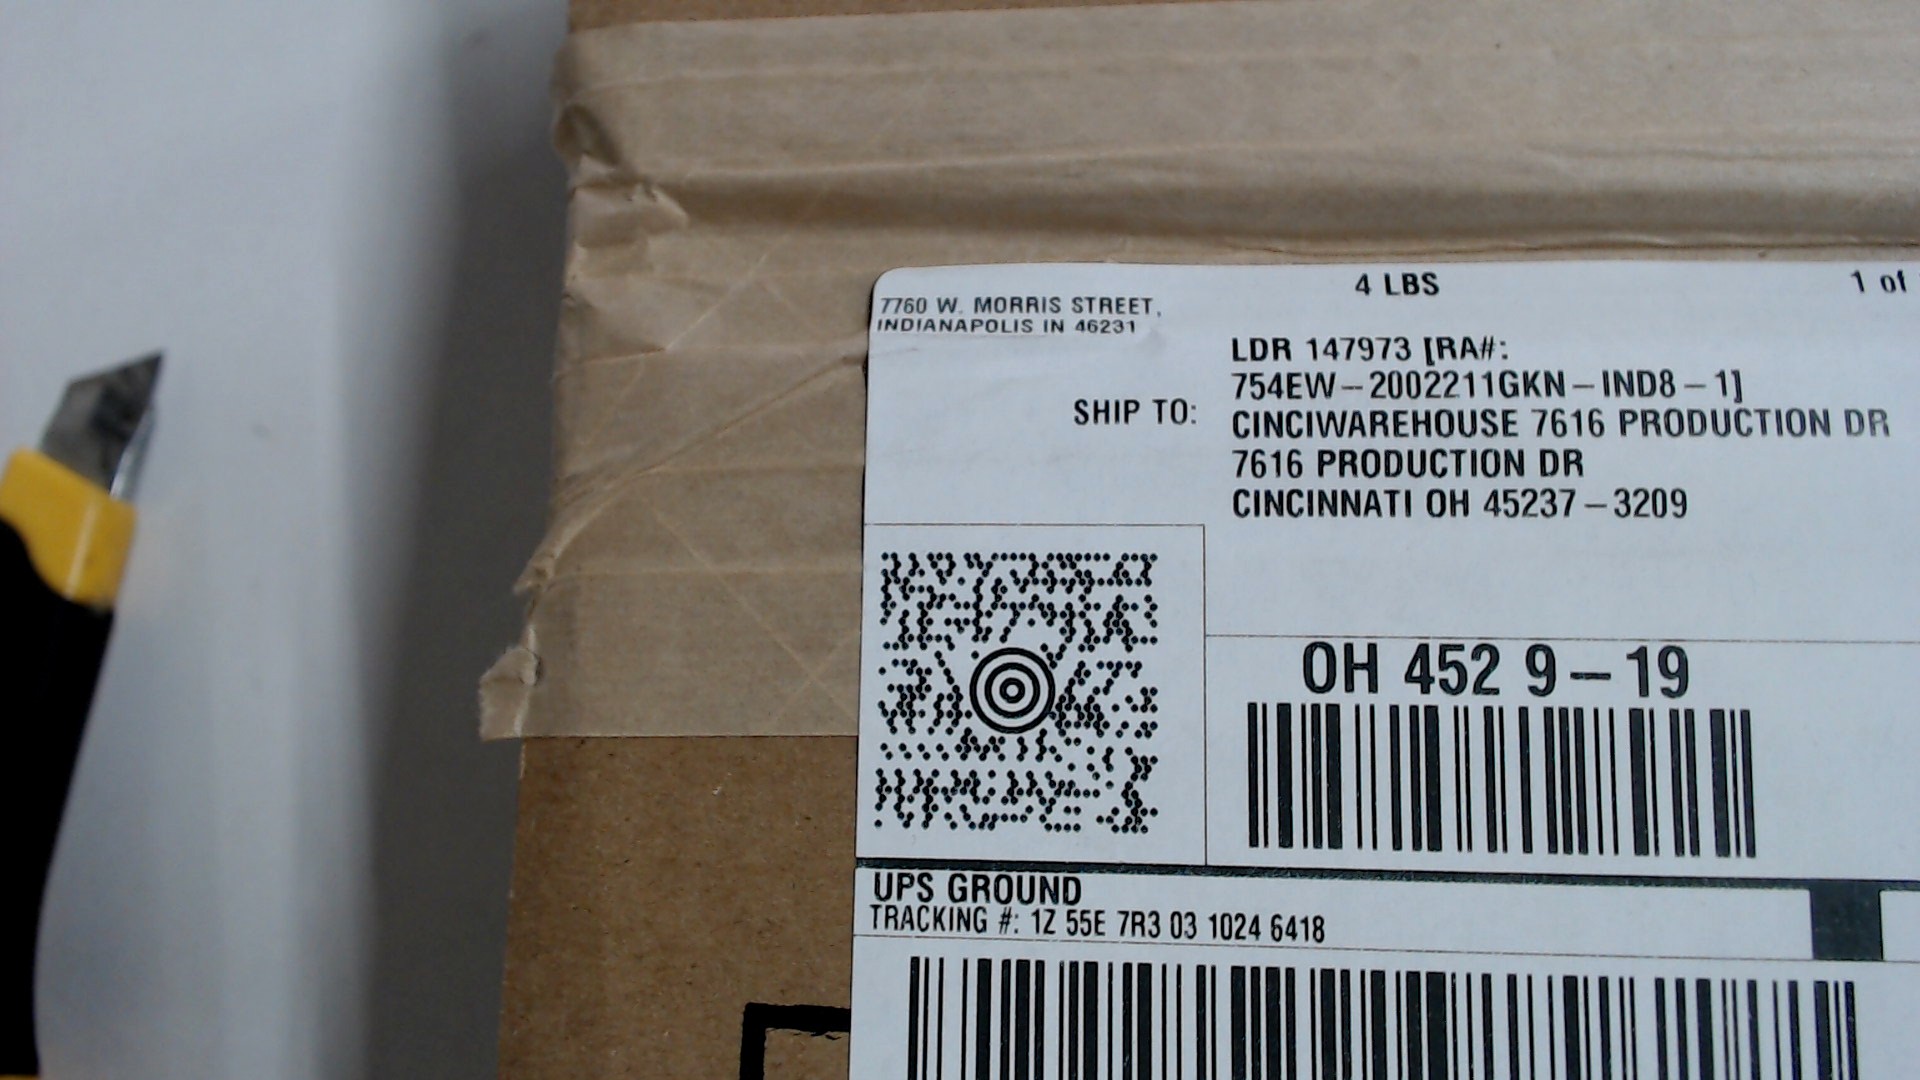 7760 W. MORRIS STREET,
INDIANAPOLIS IN 46231
4 LBS
1 of
LDR 147973 [RA#:
754EW-2002211GKN-IND8-1]
SHIP TO:
CINCIWAREHOUSE 7616 PRODUCTION DR
7616 PRODUCTION DR
CINCINNATI OH 45237-3209
OH 452 9-19
UPS GROUND
TRACKING #: 1Z 55E 7R3 03 1024 6418